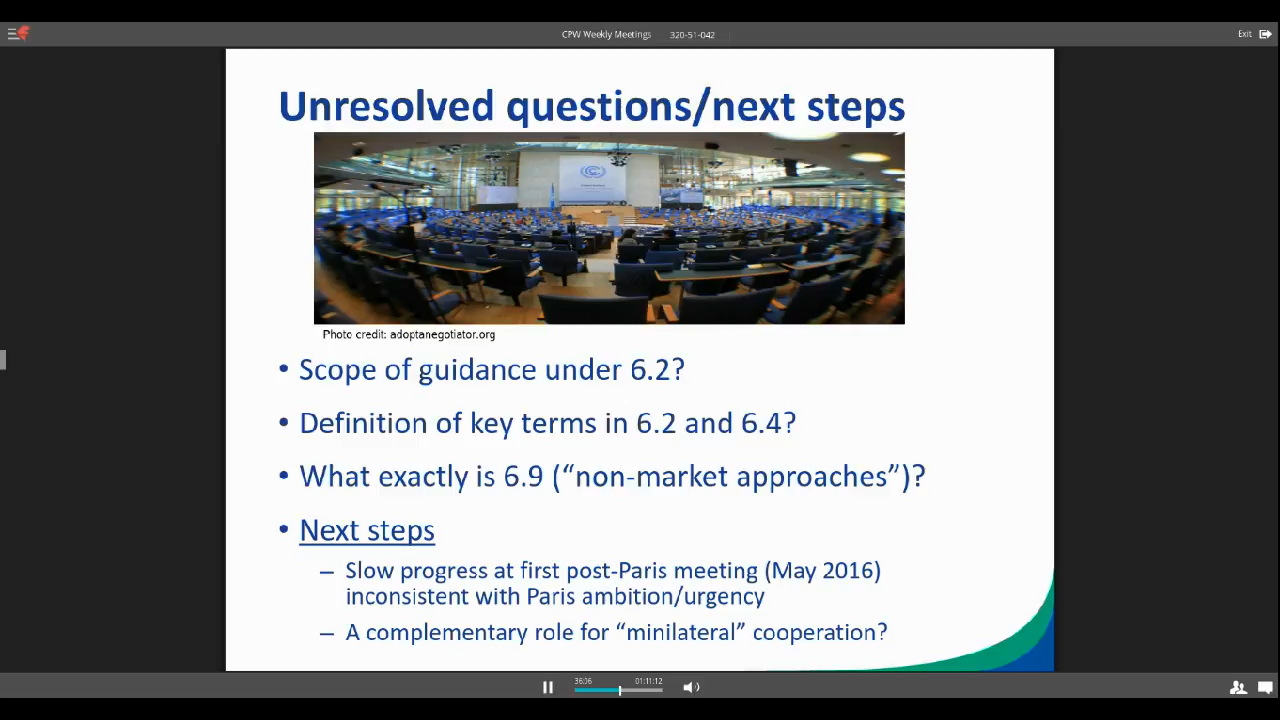 CPW Weekly Meetings 320-51-042
Exit
Unresolved questions/next steps
Photo credit: adoptanegotiator.org
• Scope of guidance under 6.2?
• Definition of key terms in 6.2 and 6.4?
• What exactly is 6.9 (“non-market approaches”)?
• Next steps
– Slow progress at first post-Paris meeting (May 2016)
inconsistent with Paris ambition/urgency
– A complementary role for “minilateral” cooperation?
36:06 01:11:12